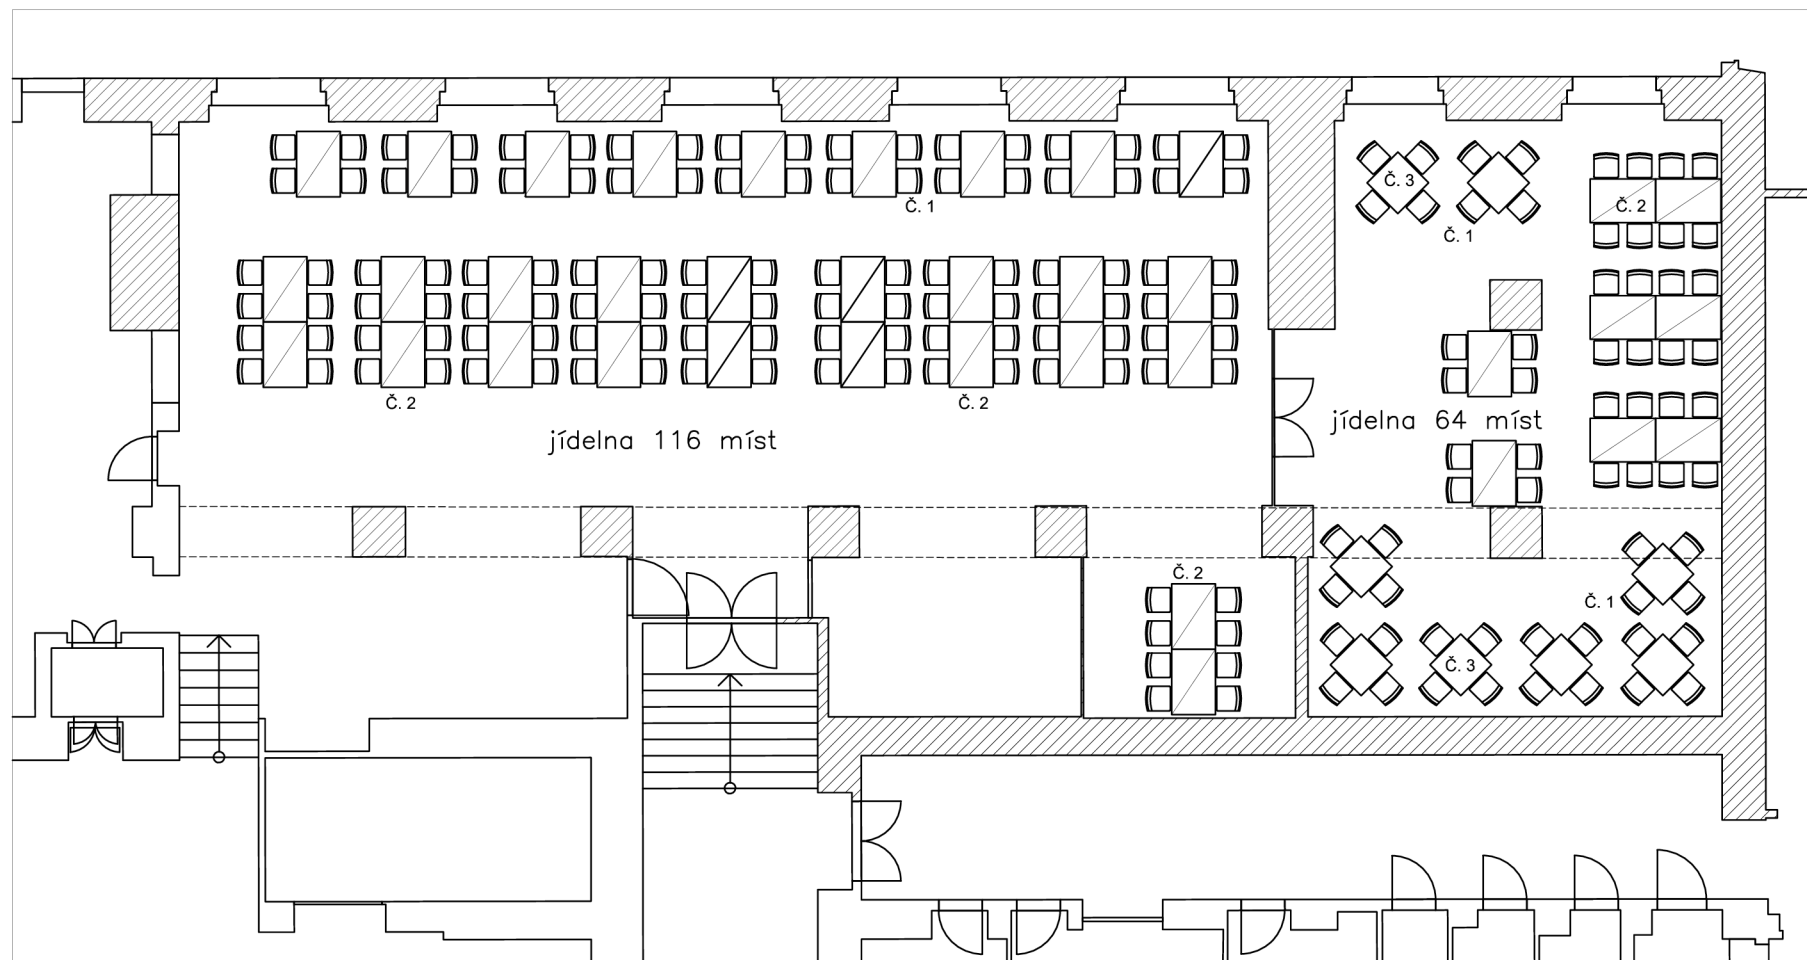 Č. 3
Č. 2
Č. 1
Č. 1
Č. 2
Č. 2
jídelna 64 míst
jídelna 116 míst
Č. 2
Č. 1
Č. 3